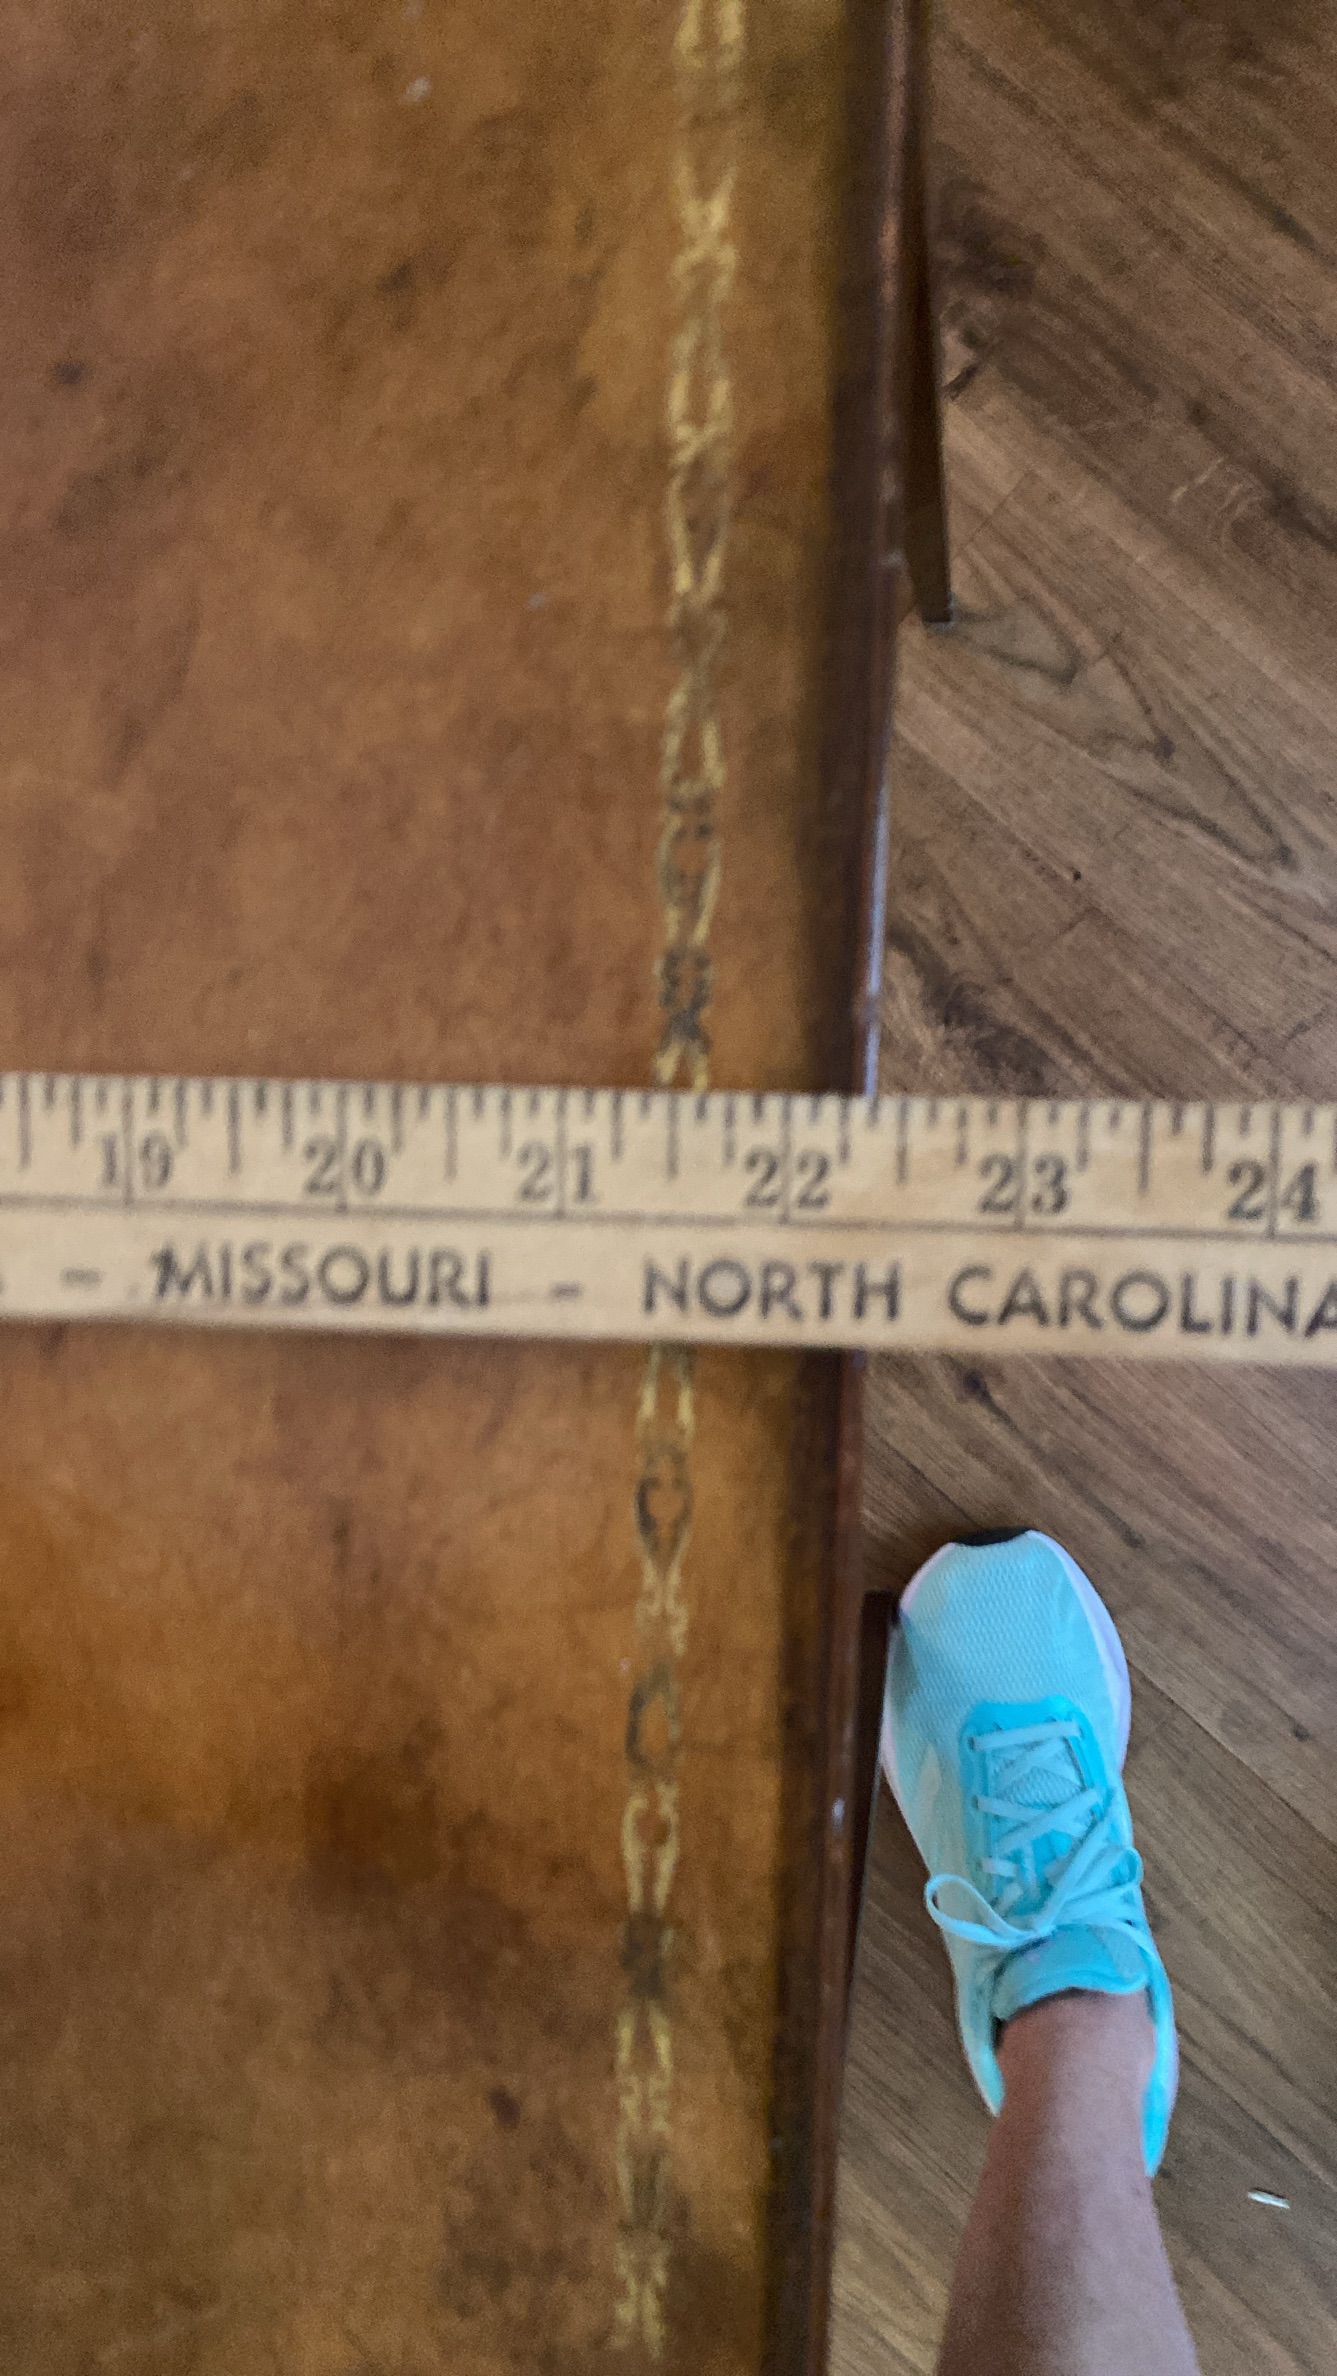 19 20 21 22 23 24
- MISSOURI - NORTH CAROLINA